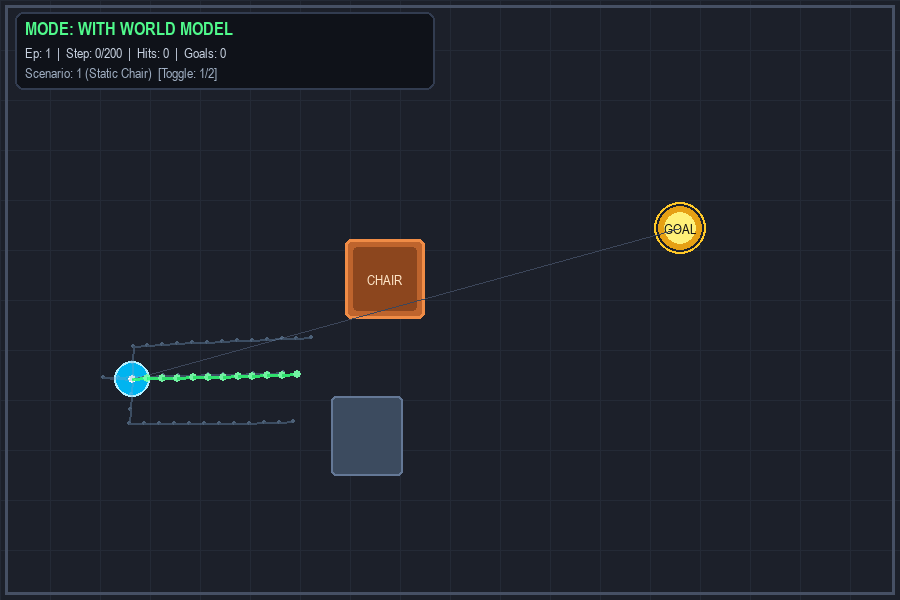 MODE: WITH WORLD MODEL
Ep: 1 | Step: 0/200 | Hits: 0 | Goals: 0
Scenario: 1 (Static Chair) [Toggle: 1/2]
GOAL
CHAIR